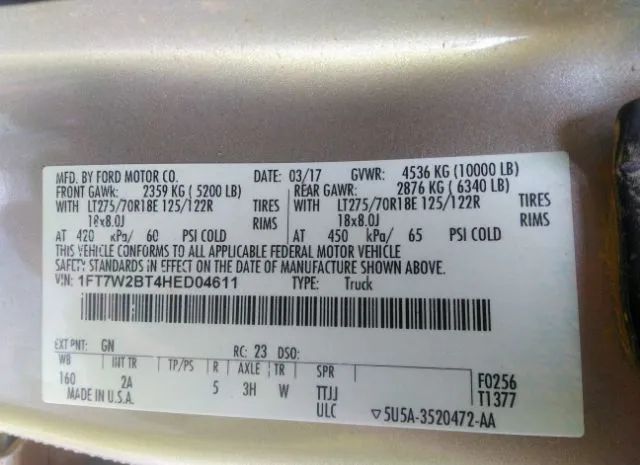 MFD. BY FORD MOTOR CO. DATE: 03/17 GVWR: 4536 KG (10000 LB)
FRONT GAWR: 2359 KG ( 5200 LB) REAR GAWR: 2876 KG ( 6340 LB)
WITH LT275/70R18E 125/122R TIRES WITH LT275/70R18E 125/122R TIRES
18x8.0J RIMS 18x8.0J RIMS
AT 420 kPa/ 60 PSI COLD AT 450 kPa/ 65 PSI COLD
THIS VEHICLE CONFORMS TO ALL APPLICABLE FEDERAL MOTOR VEHICLE
SAFETY STANDARDS IN EFFECT ON THE DATE OF MANUFACTURE SHOWN ABOVE.
VIN: 1FT7W2BT4HED04611 TYPE: Truck
EXT PNT: GN RC: 23 DSO:
WB INT TR TP/PS R AXLE TR SPR F0256
160 2A 5 3H W TTJJ T1377
MADE IN U.S.A. ULC ▽5U5A-3520472-AA